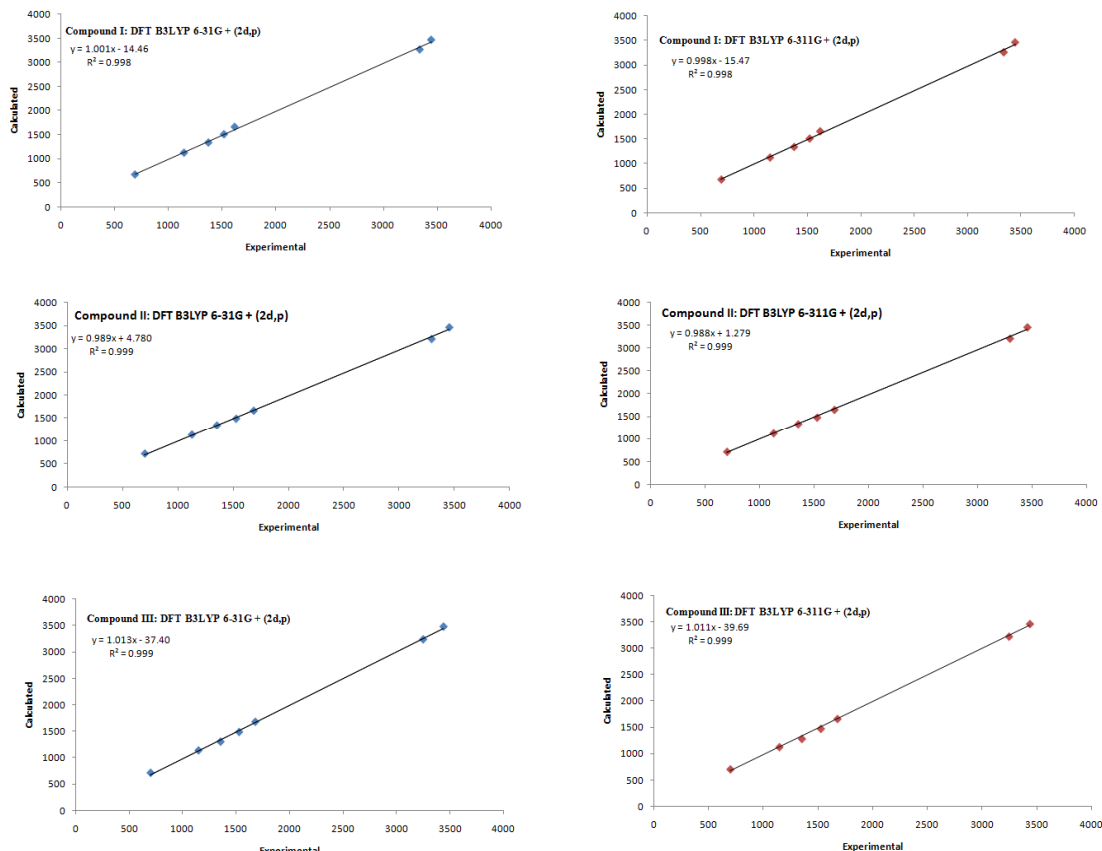 Compound I: DFT B3LYP 6-31G + (2d,p)
y = 1.001x - 14.46
R² = 0.998
4000
3500
3000
2500
2000
1500
1000
500
0
Calculated
0 500 1000 1500 2000 2500 3000 3500 4000
Experimental
Compound I: DFT B3LYP 6-311G + (2d,p)
y = 0.998x - 15.47
R² = 0.998
4000
3500
3000
2500
2000
1500
1000
500
0
Calculated
0 500 1000 1500 2000 2500 3000 3500 4000
Experimental
Compound II: DFT B3LYP 6-31G + (2d,p)
y = 0.989x + 4.780
R² = 0.999
4000
3500
3000
2500
2000
1500
1000
500
0
Calculated
0 500 1000 1500 2000 2500 3000 3500 4000
Experimental
Compound II: DFT B3YP 6-311G + (2d,p)
y = 0.988x + 1.279
R² = 0.999
4000
3500
3000
2500
2000
1500
1000
500
0
Calculated
0 500 1000 1500 2000 2500 3000 3500 4000
Experimental
Compound III: DFT B3LYP 6-31G + (2d,p)
y = 1.013x - 37.40
R² = 0.999
4000
3500
3000
2500
2000
1500
1000
500
0
Calculated
0 500 1000 1500 2000 2500 3000 3500 4000
Experimental
Compound III: DFT B3LYP 6-311G + (2d,p)
y = 1.011x - 39.69
R² = 0.999
4000
3500
3000
2500
2000
1500
1000
500
0
Calculated
0 500 1000 1500 2000 2500 3000 3500 4000
Experimental